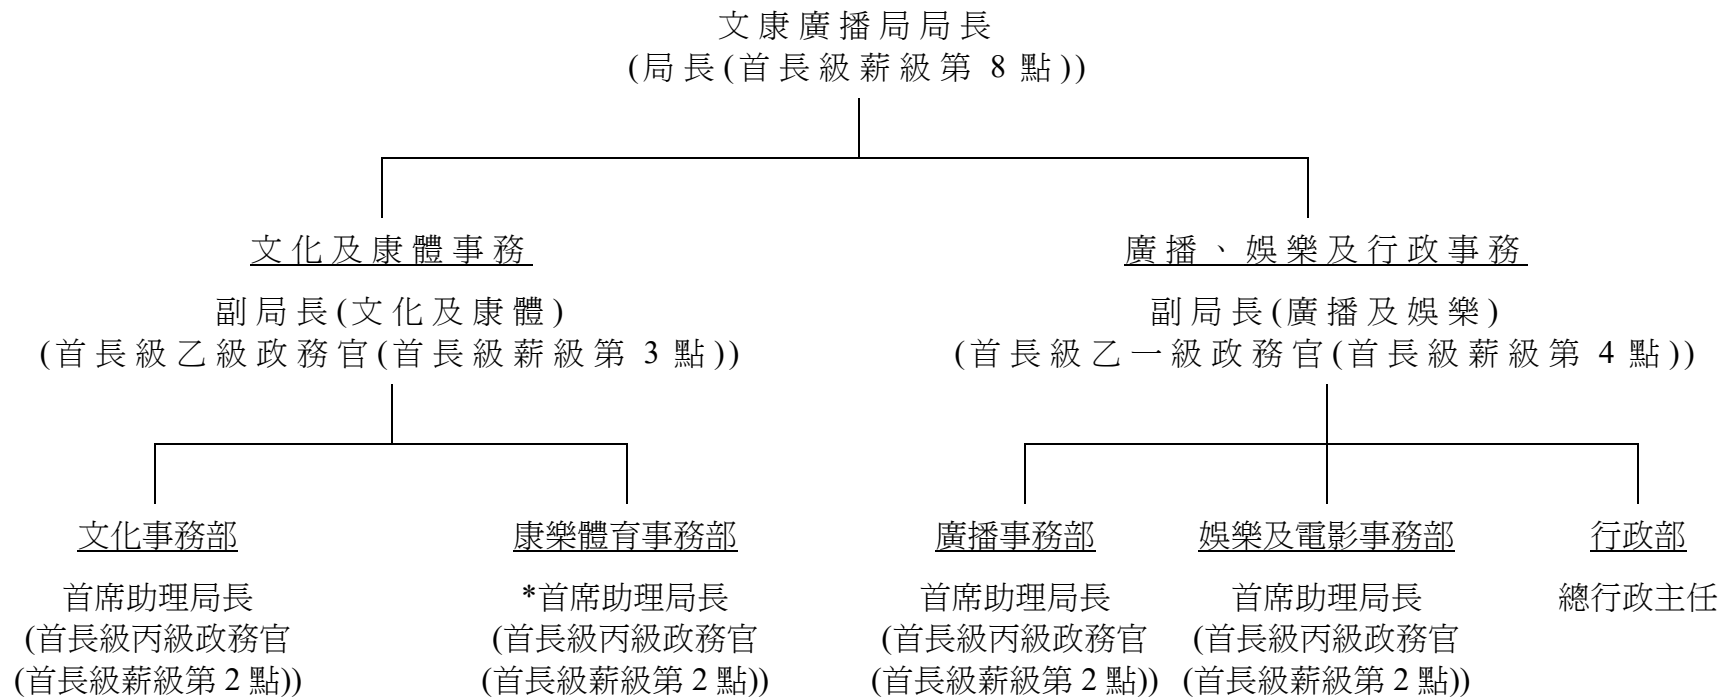 文康廣播局局長
(局長(首長級薪級第 8 點))
文化及康體事務
廣播、娛樂及行政事務
副局長(文化及康體)
(首長級乙級政務官(首長級薪級第 3 點))
副局長(廣播及娛樂)
(首長級乙一級政務官(首長級薪級第 4 點))
文化事務部
首席助理局長
(首長級丙級政務官
(首長級薪級第 2 點))
康樂體育事務部
*首席助理局長
(首長級丙級政務官
(首長級薪級第 2 點))
廣播事務部
首席助理局長
(首長級丙級政務官
(首長級薪級第 2 點))
娛樂及電影事務部
首席助理局長
(首長級丙級政務官
(首長級薪級第 2 點))
行政部
總行政主任